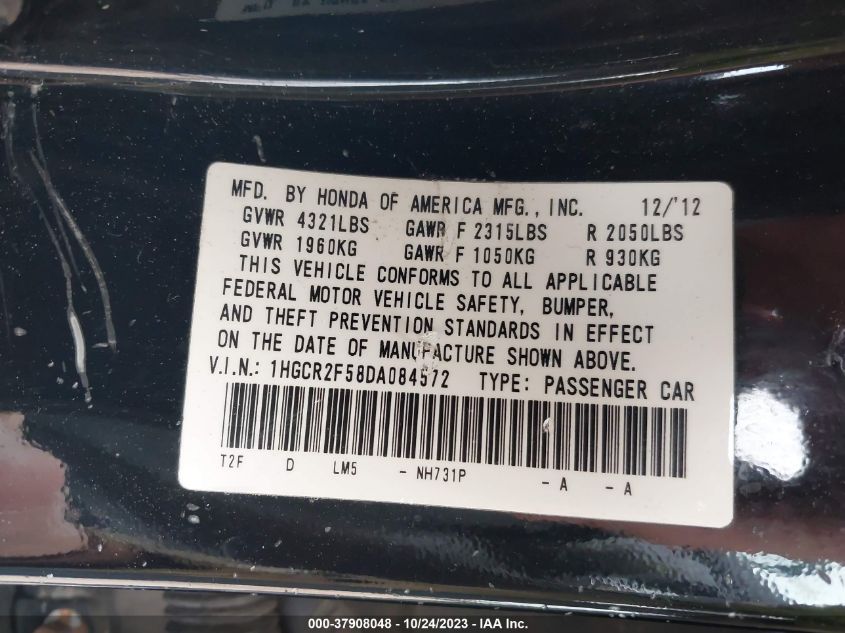 MFD. BY HONDA OF AMERICA MFG., INC. 12/'12
GVWR 4321LBS GAWR F 2315LBS R 2050LBS
GVWR 1960KG GAWR F 1050KG R 930KG
THIS VEHICLE CONFORMS TO ALL APPLICABLE
FEDERAL MOTOR VEHICLE SAFETY, BUMPER,
AND THEFT PREVENTION STANDARDS IN EFFECT
ON THE DATE OF MANUFACTURE SHOWN ABOVE.
V.I.N.: 1HGCR2F58DA084572 TYPE: PASSENGER CAR
T2F D LM5 - NH731P - A - A
000-37908048 - 10/24/2023 - IAA Inc.